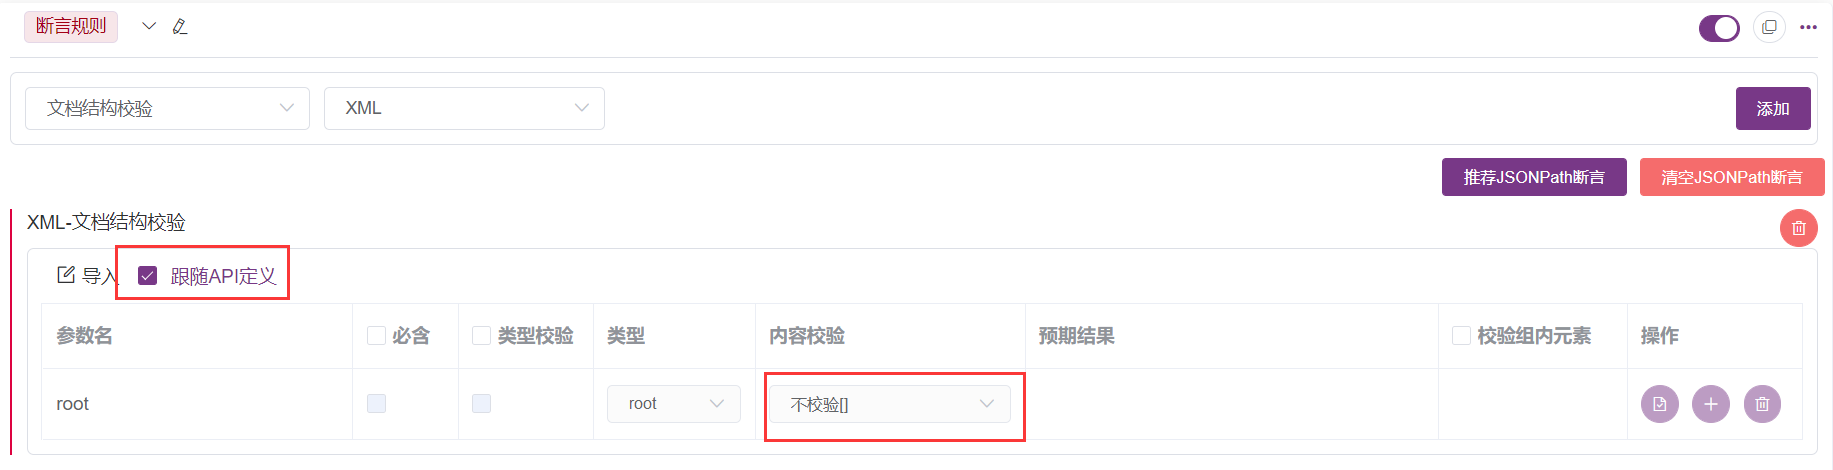 断言规则
文档结构校验 XML 添加
推荐JSONPath断言 清空JSONPath断言
XML-文档结构校验
导入 跟随API定义
参数名 必含 类型校验 类型 内容校验 预期结果 校验组内元素 操作
root root 不校验[]